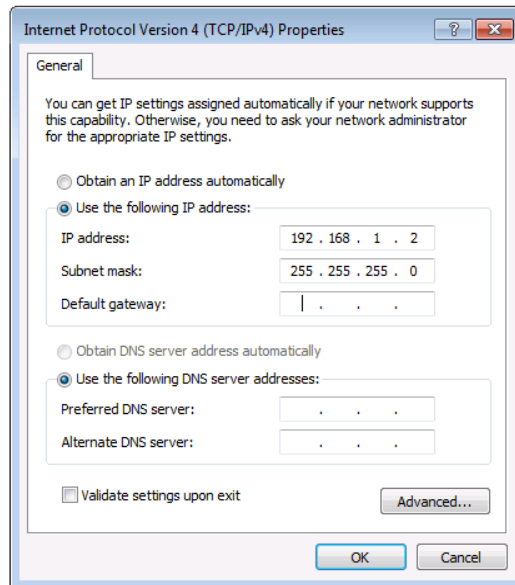 Internet Protocol Version 4 (TCP/IPv4) Properties
General
You can get IP settings assigned automatically if your network supports
this capability. Otherwise, you need to ask your network administrator
for the appropriate IP settings.
Obtain an IP address automatically
Use the following IP address:
IP address: 192 . 168 . 1 . 2
Subnet mask: 255 . 255 . 255 . 0
Default gateway: . . .
Obtain DNS server address automatically
Use the following DNS server addresses:
Preferred DNS server: . . .
Alternate DNS server: . . .
Validate settings upon exit
Advanced...
OK Cancel